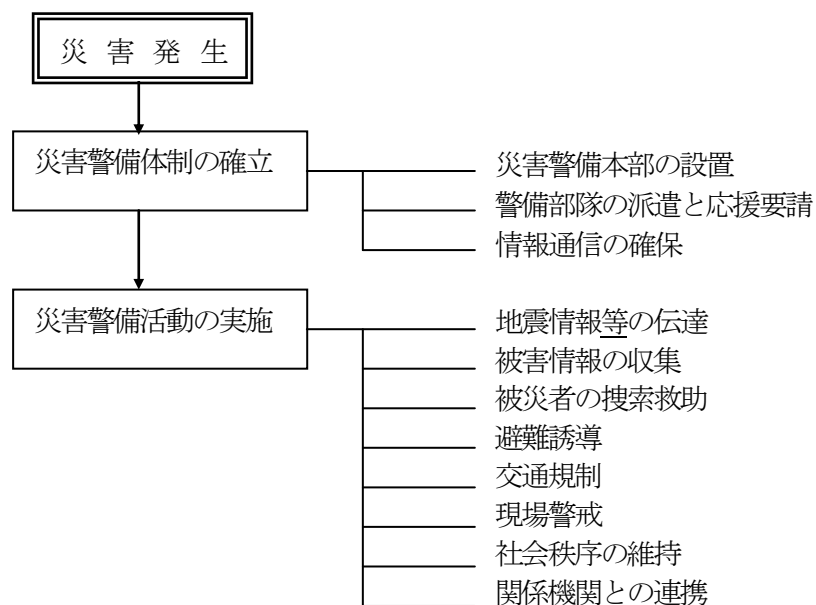 災害発生
災害警備体制の確立
災害警備本部の設置
警備部隊の派遣と応援要請
情報通信の確保
災害警備活動の実施
地震情報等の伝達
被害情報の収集
被災者の捜索救助
避難誘導
交通規制
現場警戒
社会秩序の維持
関係機関との連携